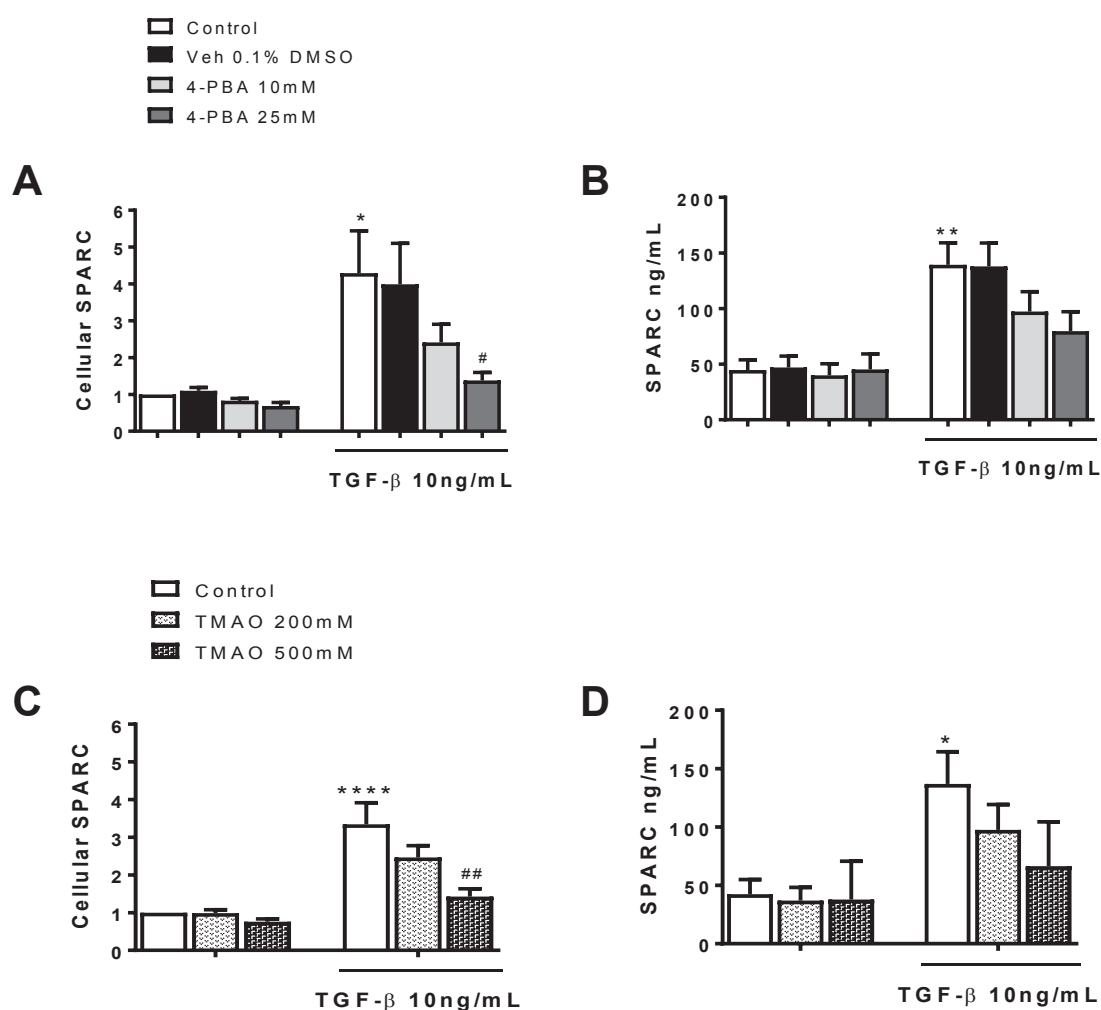 Control
Veh 0.1% DMSO
4-PBA 10mM
4-PBA 25mM
A
Cellular SPARC
6
5
4
3
2
1
0
*
#
TGF-β 10ng/mL
B
SPARC ng/mL
200
150
100
50
0
**
TGF-β 10ng/mL
Control
TMAO 200mM
TMAO 500mM
C
Cellular SPARC
6
5
4
3
2
1
0
****
##
TGF-β 10ng/mL
D
SPARC ng/mL
200
150
100
50
0
*
TGF-β 10ng/mL